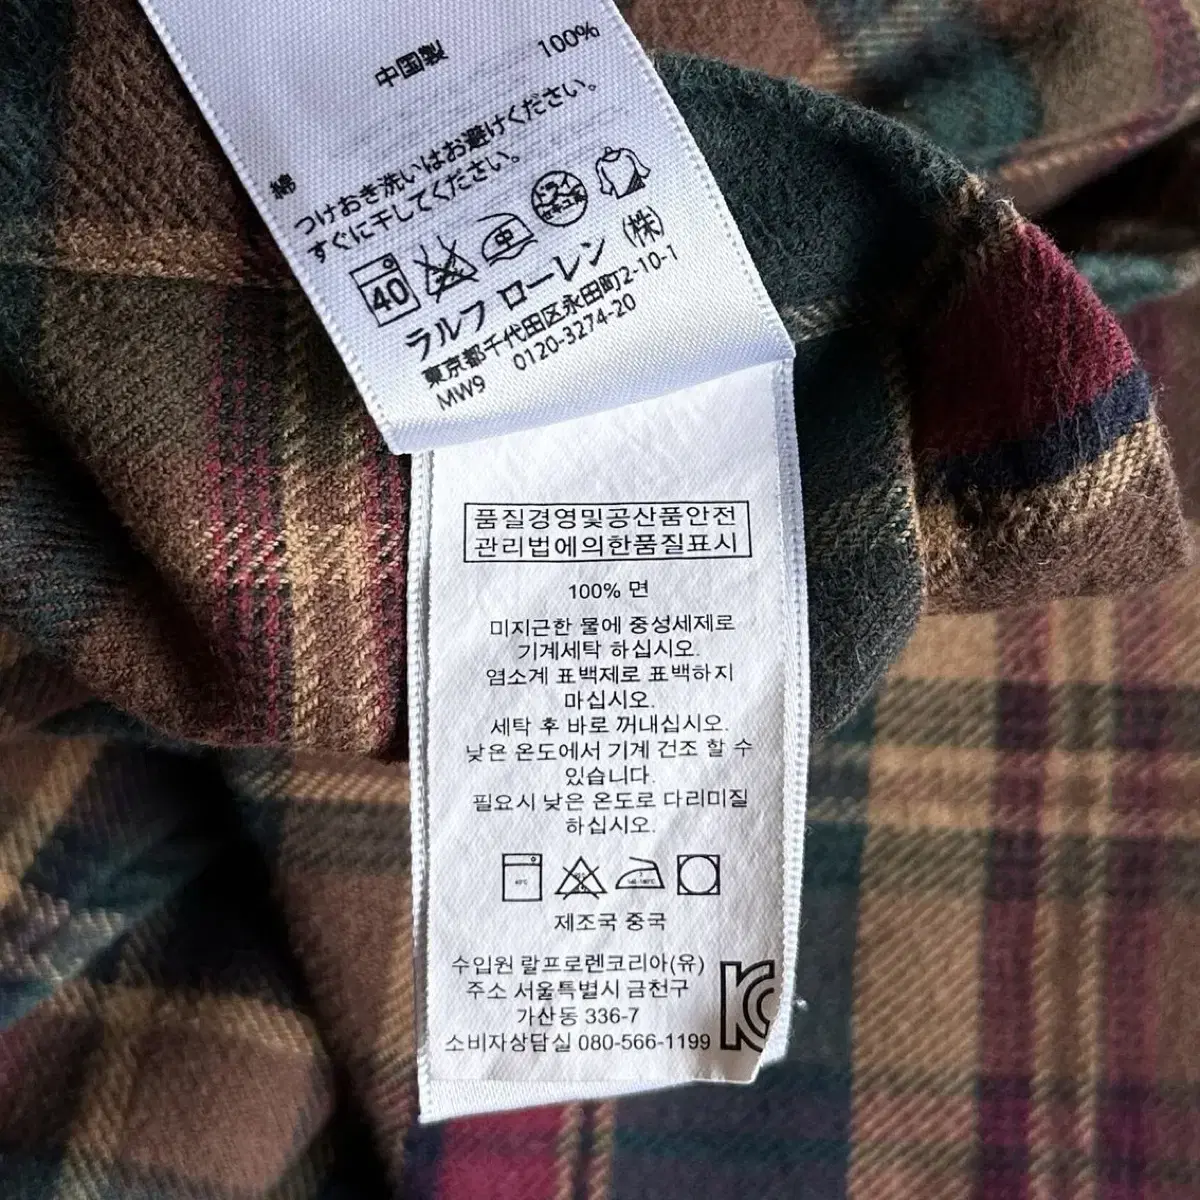 中国製
綿 100%
つけおき洗いはお避けください。
すぐに干してください。
40 中 ドライ セキユ系
ラルフ ローレン (株)
東京都千代田区永田町2-10-1
0120-3274-20
MW9
품질경영및공산품안전
관리법에의한품질표시
100% 면
미지근한 물에 중성세제로
기계세탁 하십시오.
염소계 표백제로 표백하지
마십시오.
세탁 후 바로 꺼내십시오.
낮은 온도에서 기계 건조 할 수
있습니다.
필요시 낮은 온도로 다리미질
하십시오.
제조국 중국
수입원 랄프로렌코리아(유)
주소 서울특별시 금천구
가산동 336-7
소비자상담실 080-566-1199